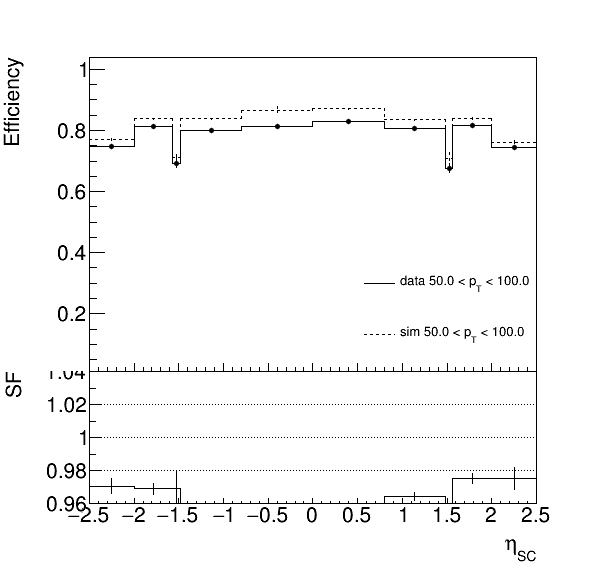 Efficiency
1
0.8
0.6
0.4
0.2
data 50.0 < p_T < 100.0
sim 50.0 < p_T < 100.0
SF
1.04
1.02
1
0.98
0.96
−2.5 −2 −1.5 −1 −0.5 0 0.5 1 1.5 2 2.5
η_SC